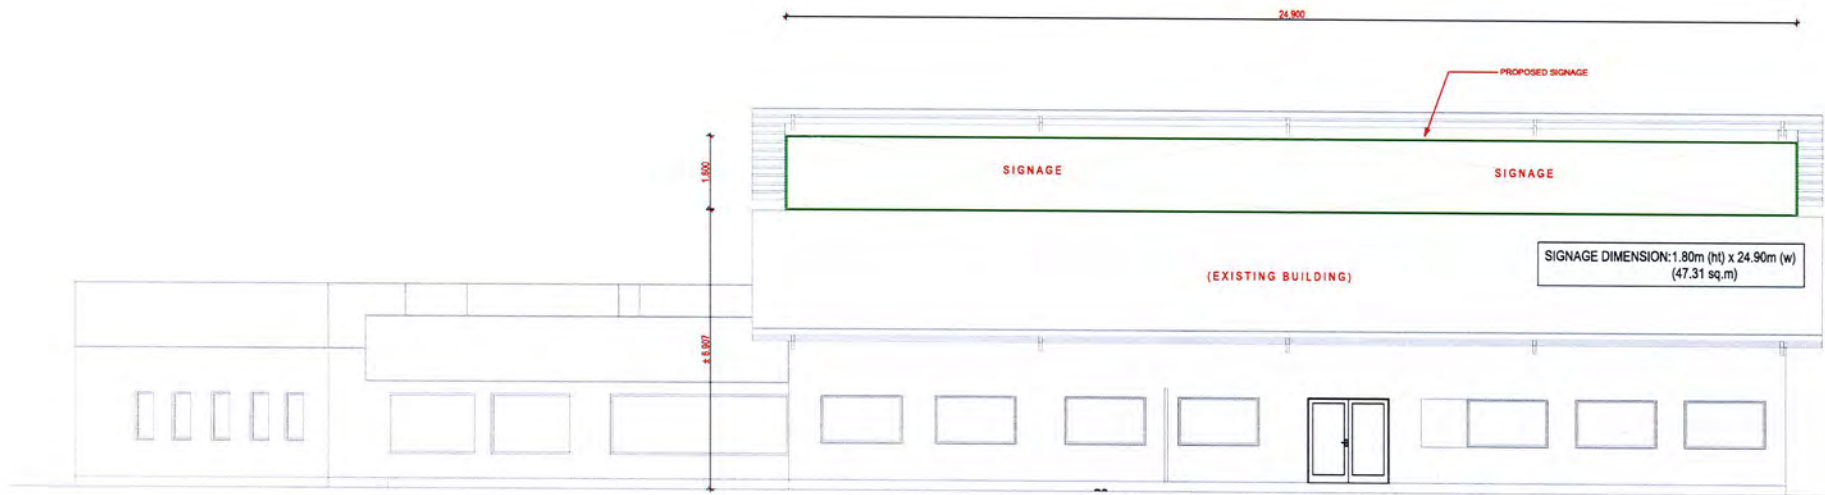 24.900
PROPOSED SIGNAGE
1.800
SIGNAGE
SIGNAGE
SIGNAGE DIMENSION:1.80m (ht) x 24.90m (w)
(47.31 sq.m)
(EXISTING BUILDING)
± 6.907